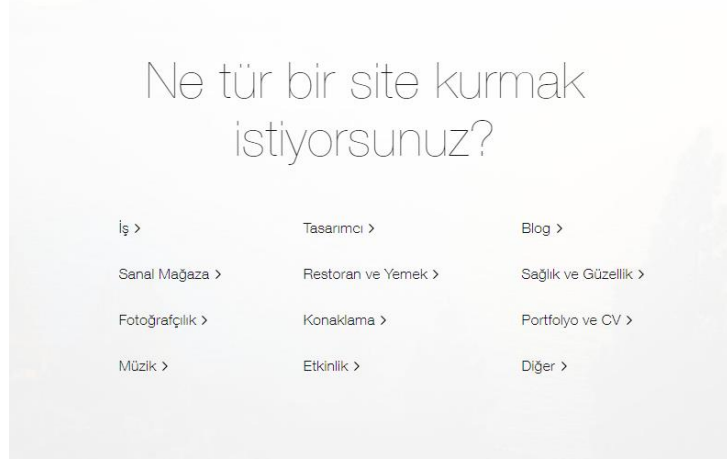 Ne tür bir site kurmak
istiyorsunuz?
İş >
Tasarımcı >
Blog >
Sanal Mağaza >
Restoran ve Yemek >
Sağlık ve Güzellik >
Fotoğrafçılık >
Konaklama >
Portfolyo ve CV >
Müzik >
Etkinlik >
Diğer >